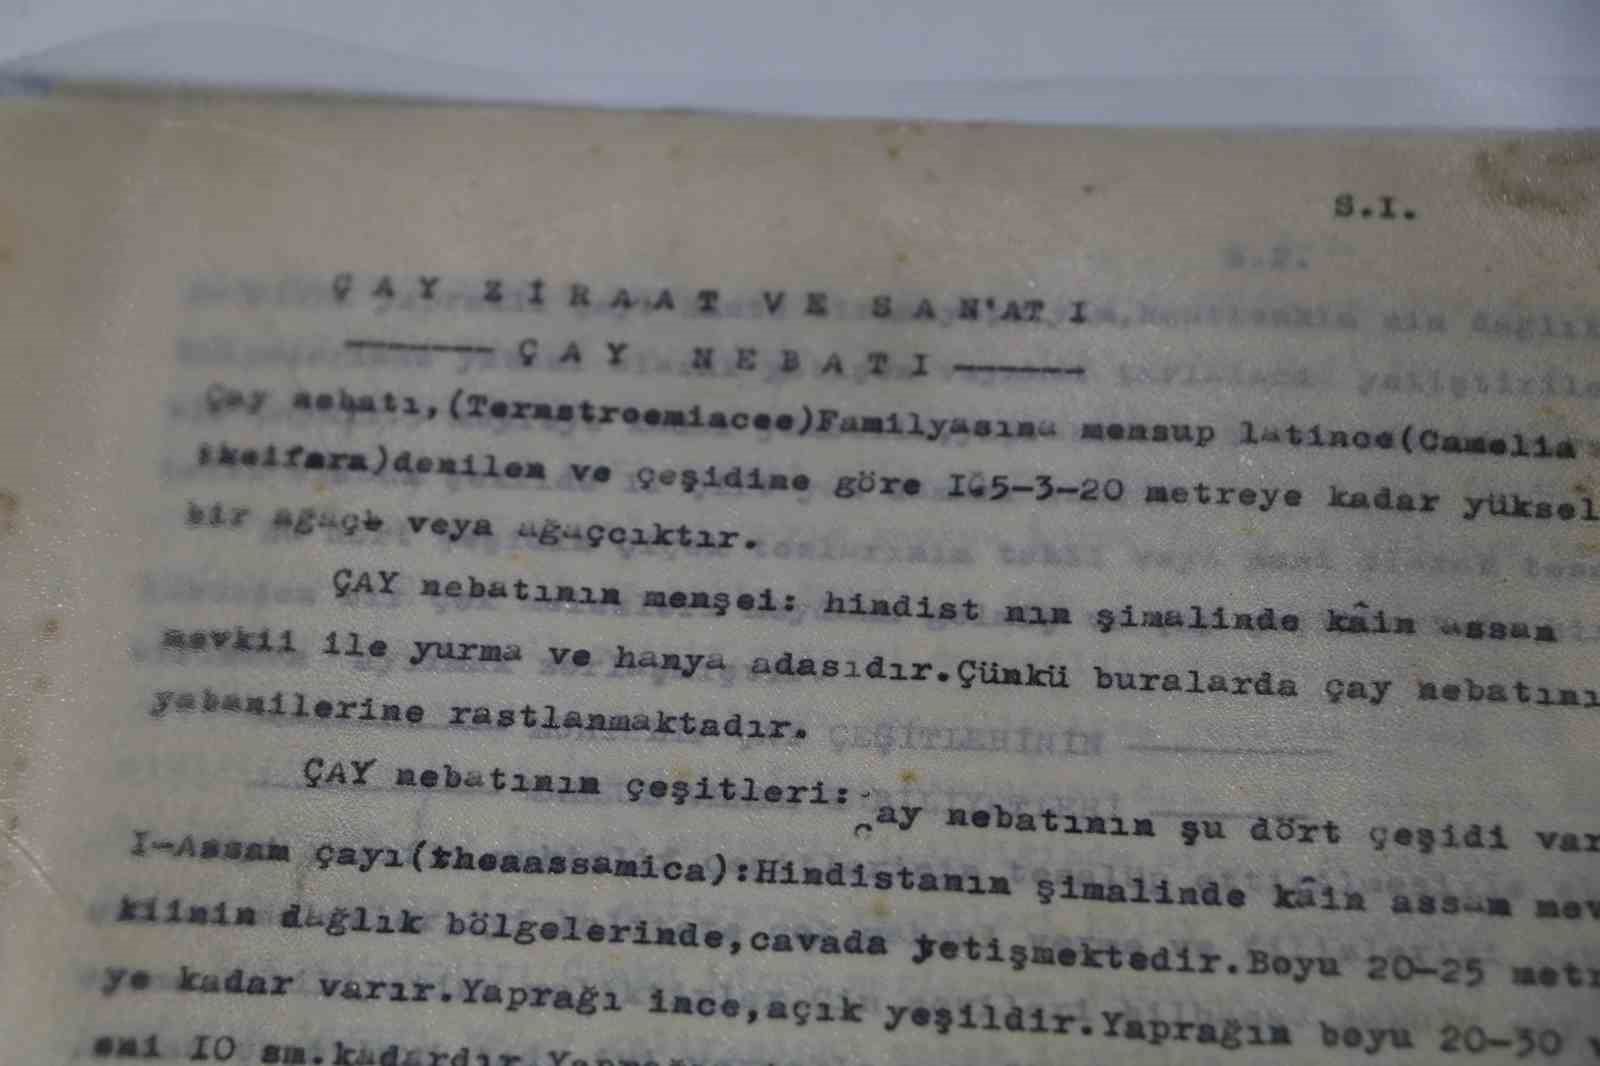 S.I.
ÇAY ZİRAAT VE SAN'ATI
ÇAY NEBATI
Çay nebatı,(Ternstroemiacee)Familyasına mensup latince(Camelia
denilen ve çeşidine göre I65-3-20 metreye kadar yüksel
bir ağaç veya ağaçcıktır.
ÇAY nebatının menşei: hindist nın şimalinde kâin assam
mevkii ile yurma ve hanya adasıdır.Çünkü buralarda çay nebatını
yabanilerine rastlanmaktadır.
ÇAY nebatının çeşitleri: çay nebatının şu dört çeşidi var
I-Assam çayı(theaassamica):Hindistanın şimalinde kâin assam mev
kiinin dağlık bölgelerinde,cavada yetişmektedir.Boyu 20-25 metr
ye kadar varır.Yaprağı ince,açık yeşildir.Yaprağın boyu 20-30
eni IO sm.kadardır.